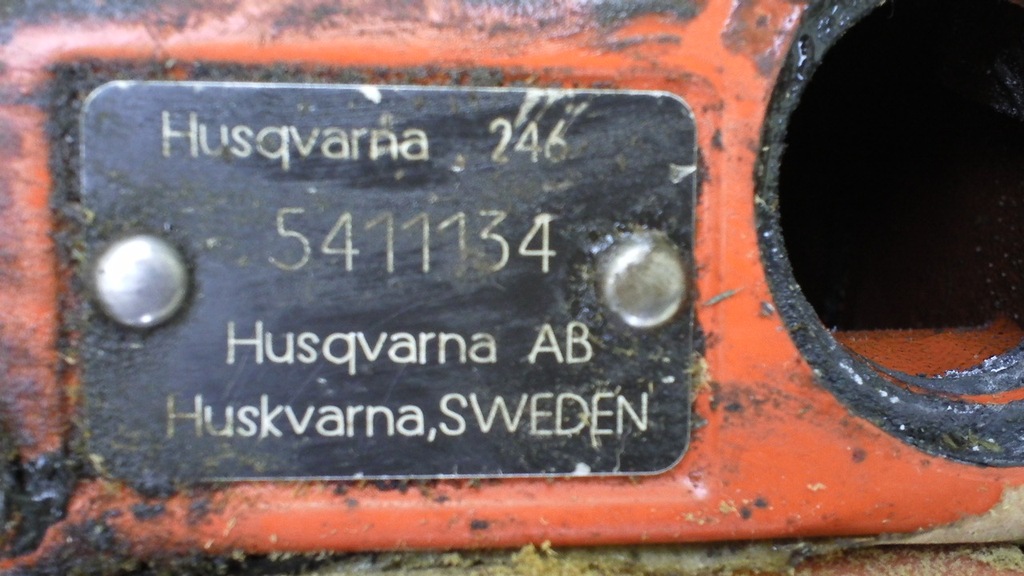 Husqvarna 246
5411134
Husqvarna AB
Huskvarna, SWEDEN